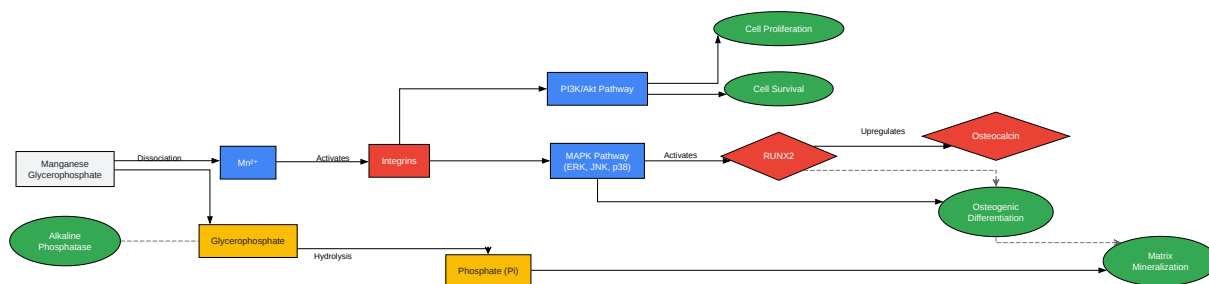 Cell Proliferation
PI3K/Akt Pathway
Cell Survival
Upregulates
Osteocalcin
Manganese
Glycerophosphate
Dissociation
Mn²⁺
Activates
Integrins
MAPK Pathway
(ERK, JNK, p38)
Activates
RUNX2
Osteogenic
Differentiation
Alkaline
Phosphatase
Glycerophosphate
Hydrolysis
Phosphate (Pi)
Matrix
Mineralization